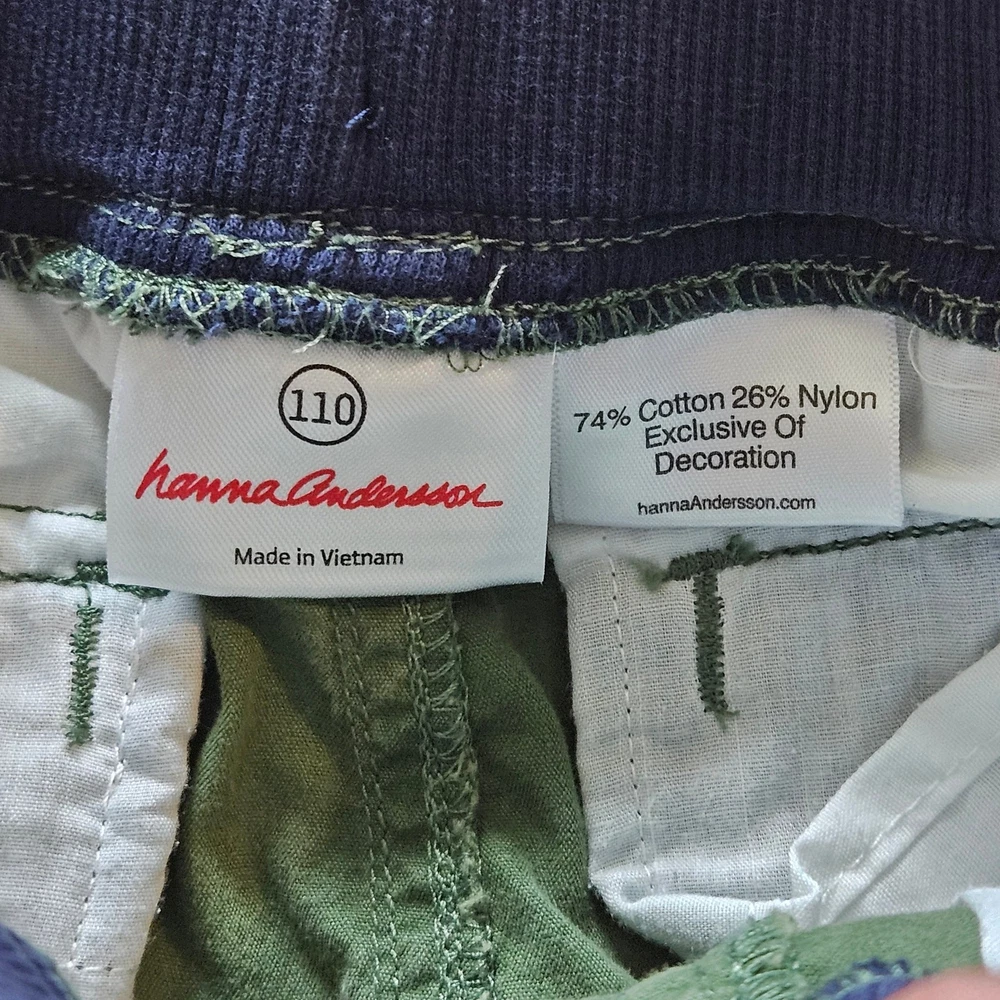 110
hanna Andersson
Made in Vietnam
74% Cotton 26% Nylon
Exclusive Of
Decoration
hannaAndersson.com